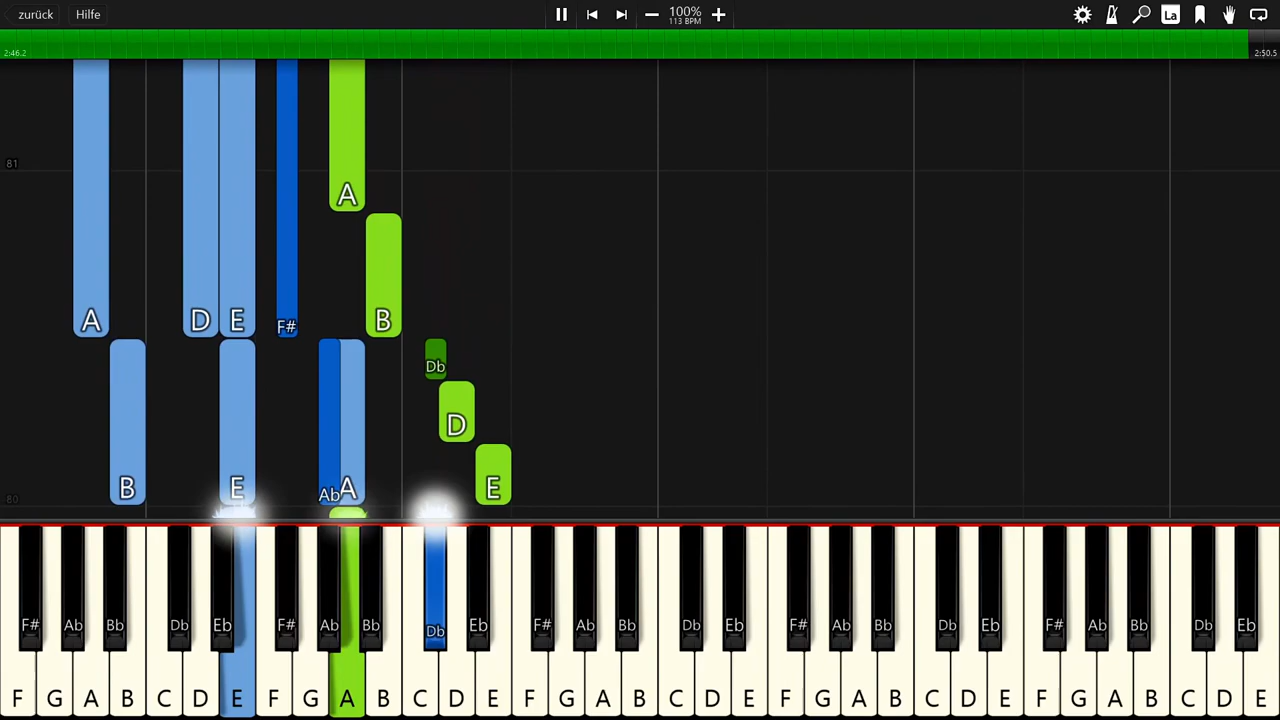 zurück Hilfe 100% La
113 BPM
2:46.2 2:50.5
81
A
A D E F# B
Db
D
B E Ab A E
80
F# Ab Bb Db Eb F# Ab Bb Db Eb F# Ab Bb Db Eb F# Ab Bb Db Eb F# Ab Bb Db Eb
F G A B C D E F G A B C D E F G A B C D E F G A B C D E F G A B C D E